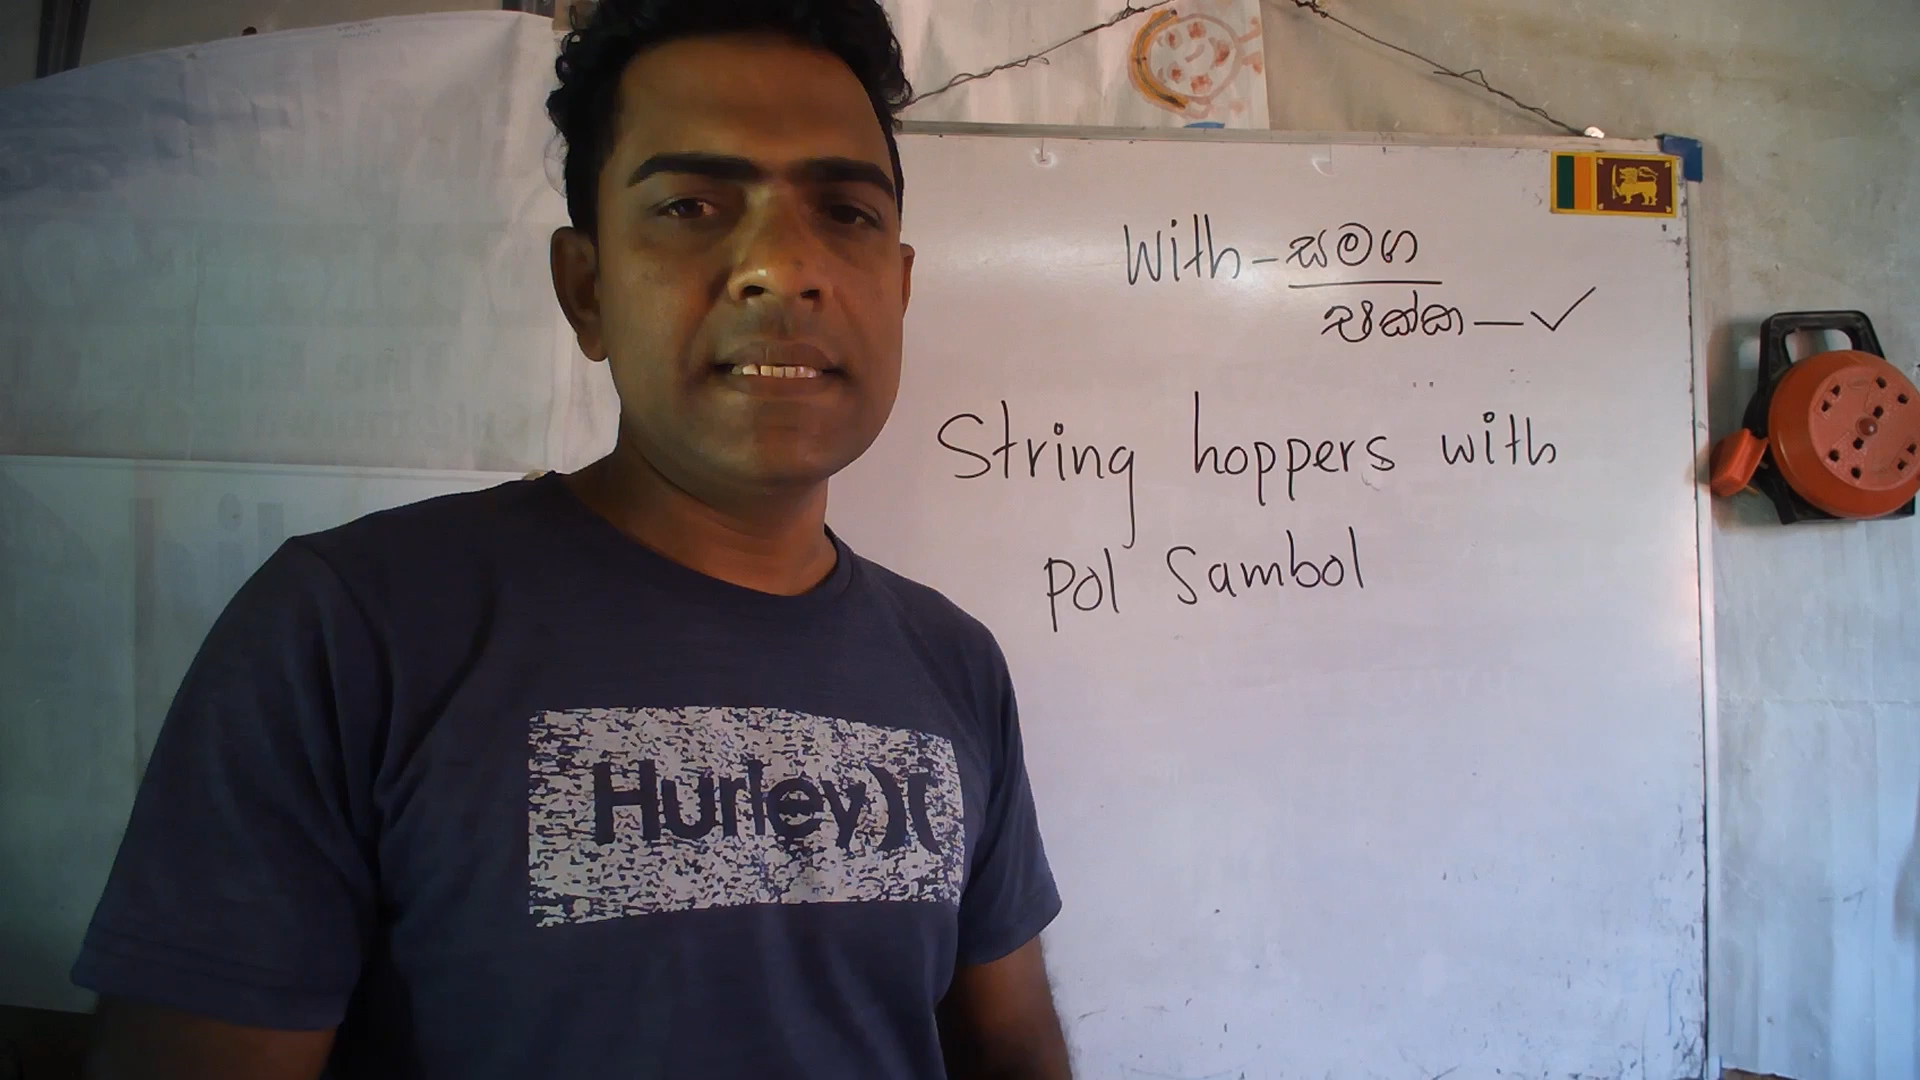 With - සමග
එක්ක - ✓
String hoppers with
pol Sambol
Hurley)(